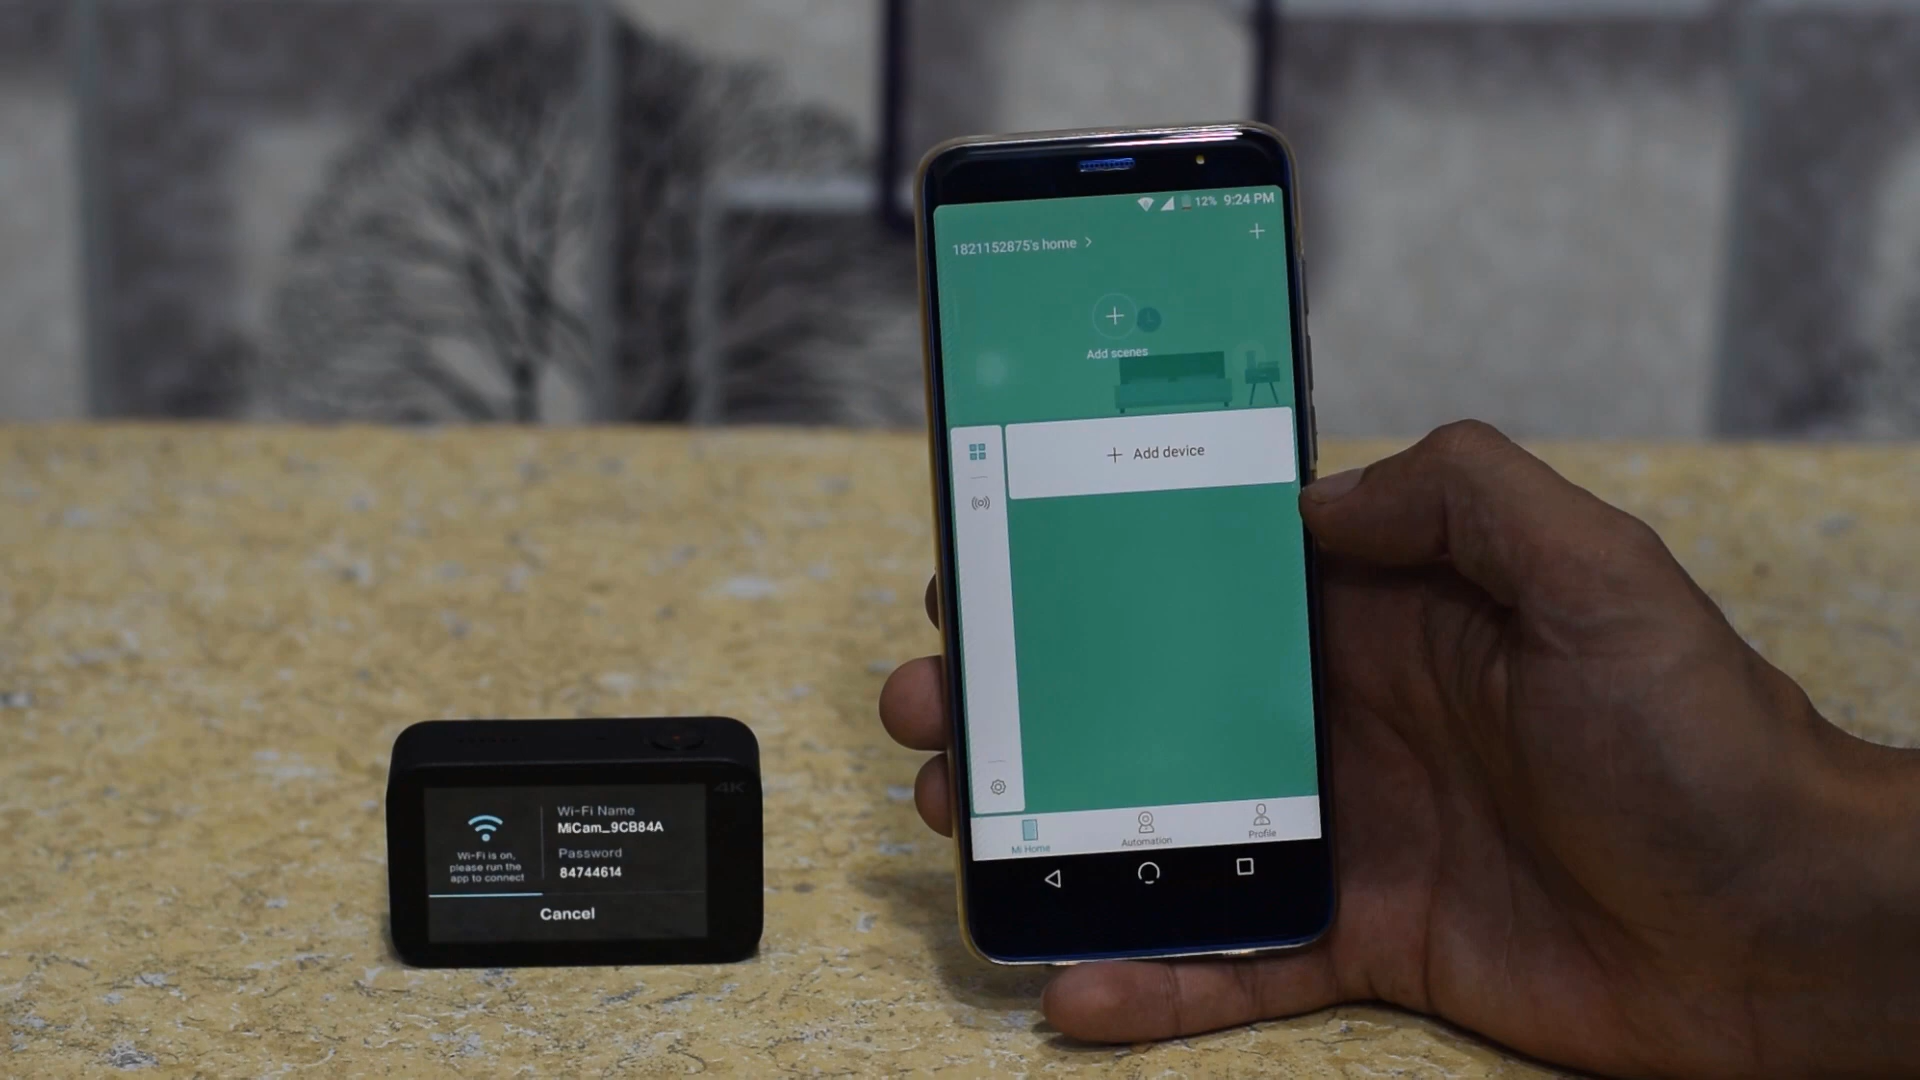 12% 9:24 PM
1821152875's home >
Add scenes
+ Add device
Mi Home
Automation
Profile
4K
Wi-Fi is on,
please run the
app to connect
Wi-Fi Name
MiCam_9CB84A
Password
84744614
Cancel